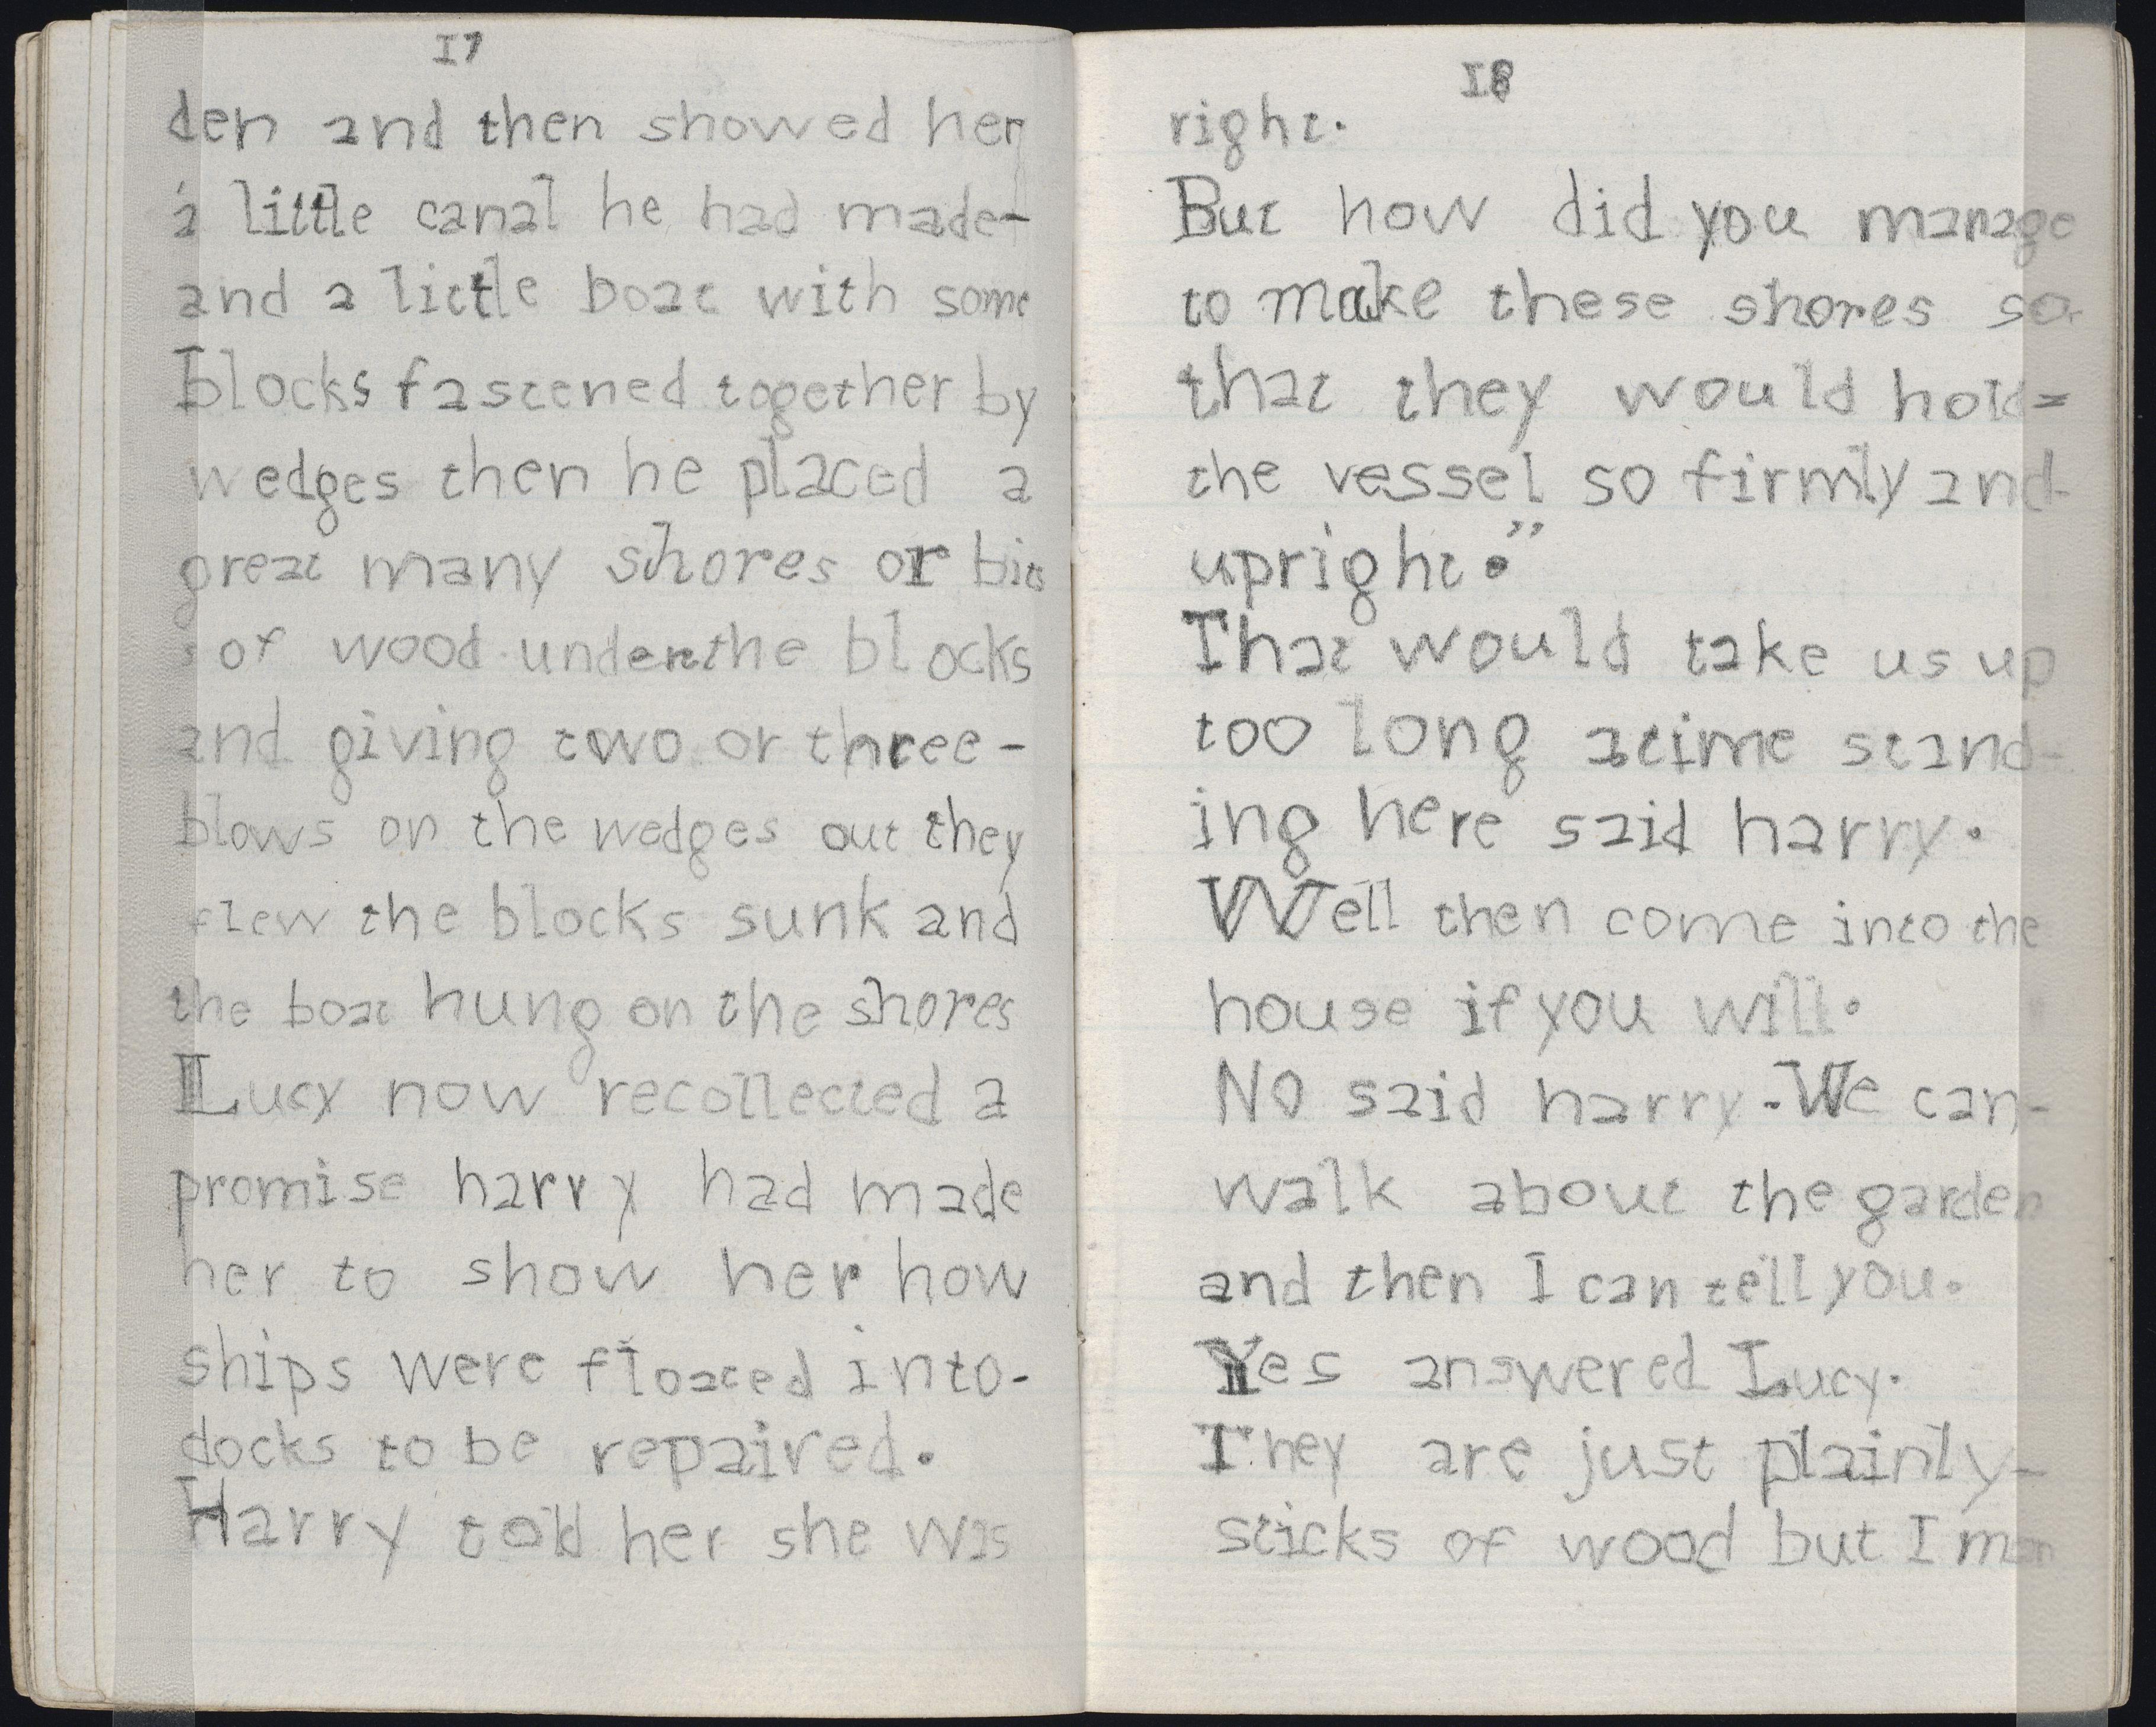 17
den and then showed her
a little canal he had made-
and a little boat with some
blocks fastened together by
wedges then he placed a
great many shores or bit
s of wood under the blocks
and giving two or three-
blows on the wedges out they
flew the blocks sunk and
the boat hung on the shores
Lucy now recollected a
promise harry had made
her to show her how
ships were floated into-
docks to be repaired.
Harry told her she was
18
right.
But how did you manage
to make these shores so
that they would hold=
the vessel so firmly and-
upright."
That would take us up
too long atime stand-
ing here said harry.
Well then come into the
house if you will.
No said harry-We can-
walk about the garden
and then I can tell you.
Yes answered Lucy.
They are just plainly-
sticks of wood but I man